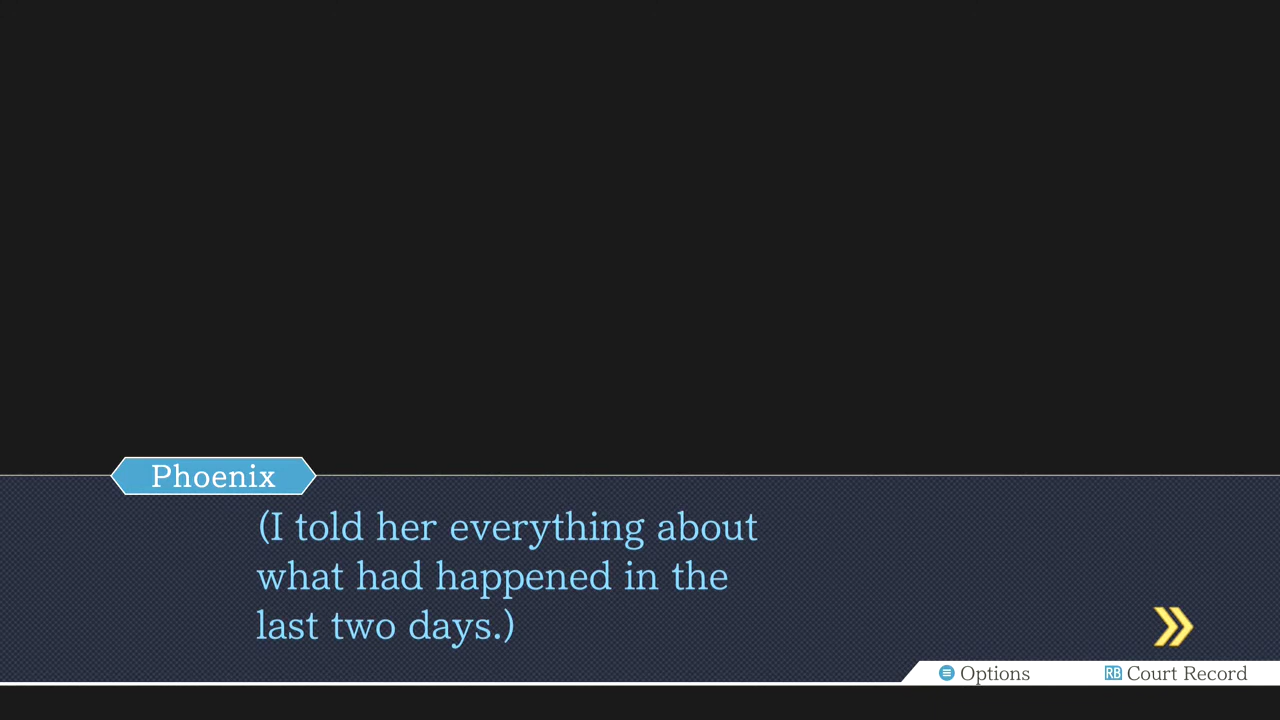 Phoenix
(I told her everything about
what had happened in the
last two days.)
Options
RB Court Record